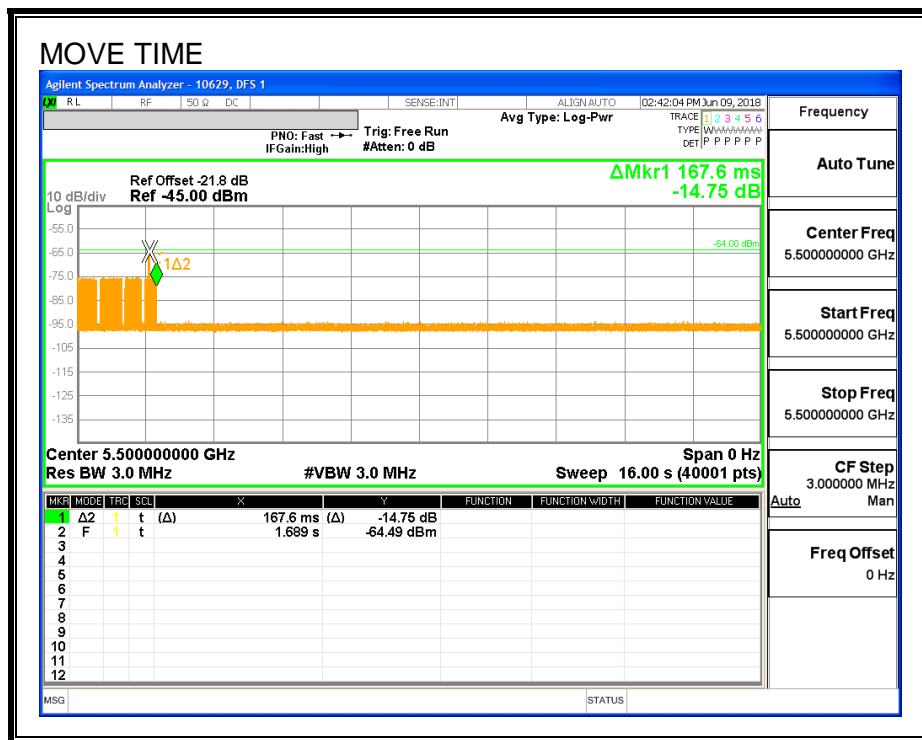 MOVE TIME
Agilent Spectrum Analyzer - 10629, DFS 1
LXI RL RF 50 Ω DC SENSE:INT ALIGN AUTO 02:42:04 PM Jun 09, 2018
PNO: Fast Trig: Free Run Avg Type: Log-Pwr TRACE 1 2 3 4 5 6
IFGain:High #Atten: 0 dB TYPE W
DET P P P P P P
Ref Offset -21.8 dB ΔMkr1 167.6 ms
10 dB/div Ref -45.00 dBm -14.75 dB
Log
-55.0
-64.00 dBm
-65.0
1Δ2
-75.0
-85.0
-95.0
-105
-115
-125
-135
Center 5.500000000 GHz Span 0 Hz
Res BW 3.0 MHz #VBW 3.0 MHz Sweep 16.00 s (40001 pts)
MKR MODE TRC SCL X Y FUNCTION FUNCTION WIDTH FUNCTION VALUE
1 Δ2 1 t (Δ) 167.6 ms (Δ) -14.75 dB
2 F 1 t 1.689 s -64.49 dBm
3
4
5
6
7
8
9
10
11
12
MSG STATUS
Frequency
Auto Tune
Center Freq
5.500000000 GHz
Start Freq
5.500000000 GHz
Stop Freq
5.500000000 GHz
CF Step
3.000000 MHz
Auto Man
Freq Offset
0 Hz